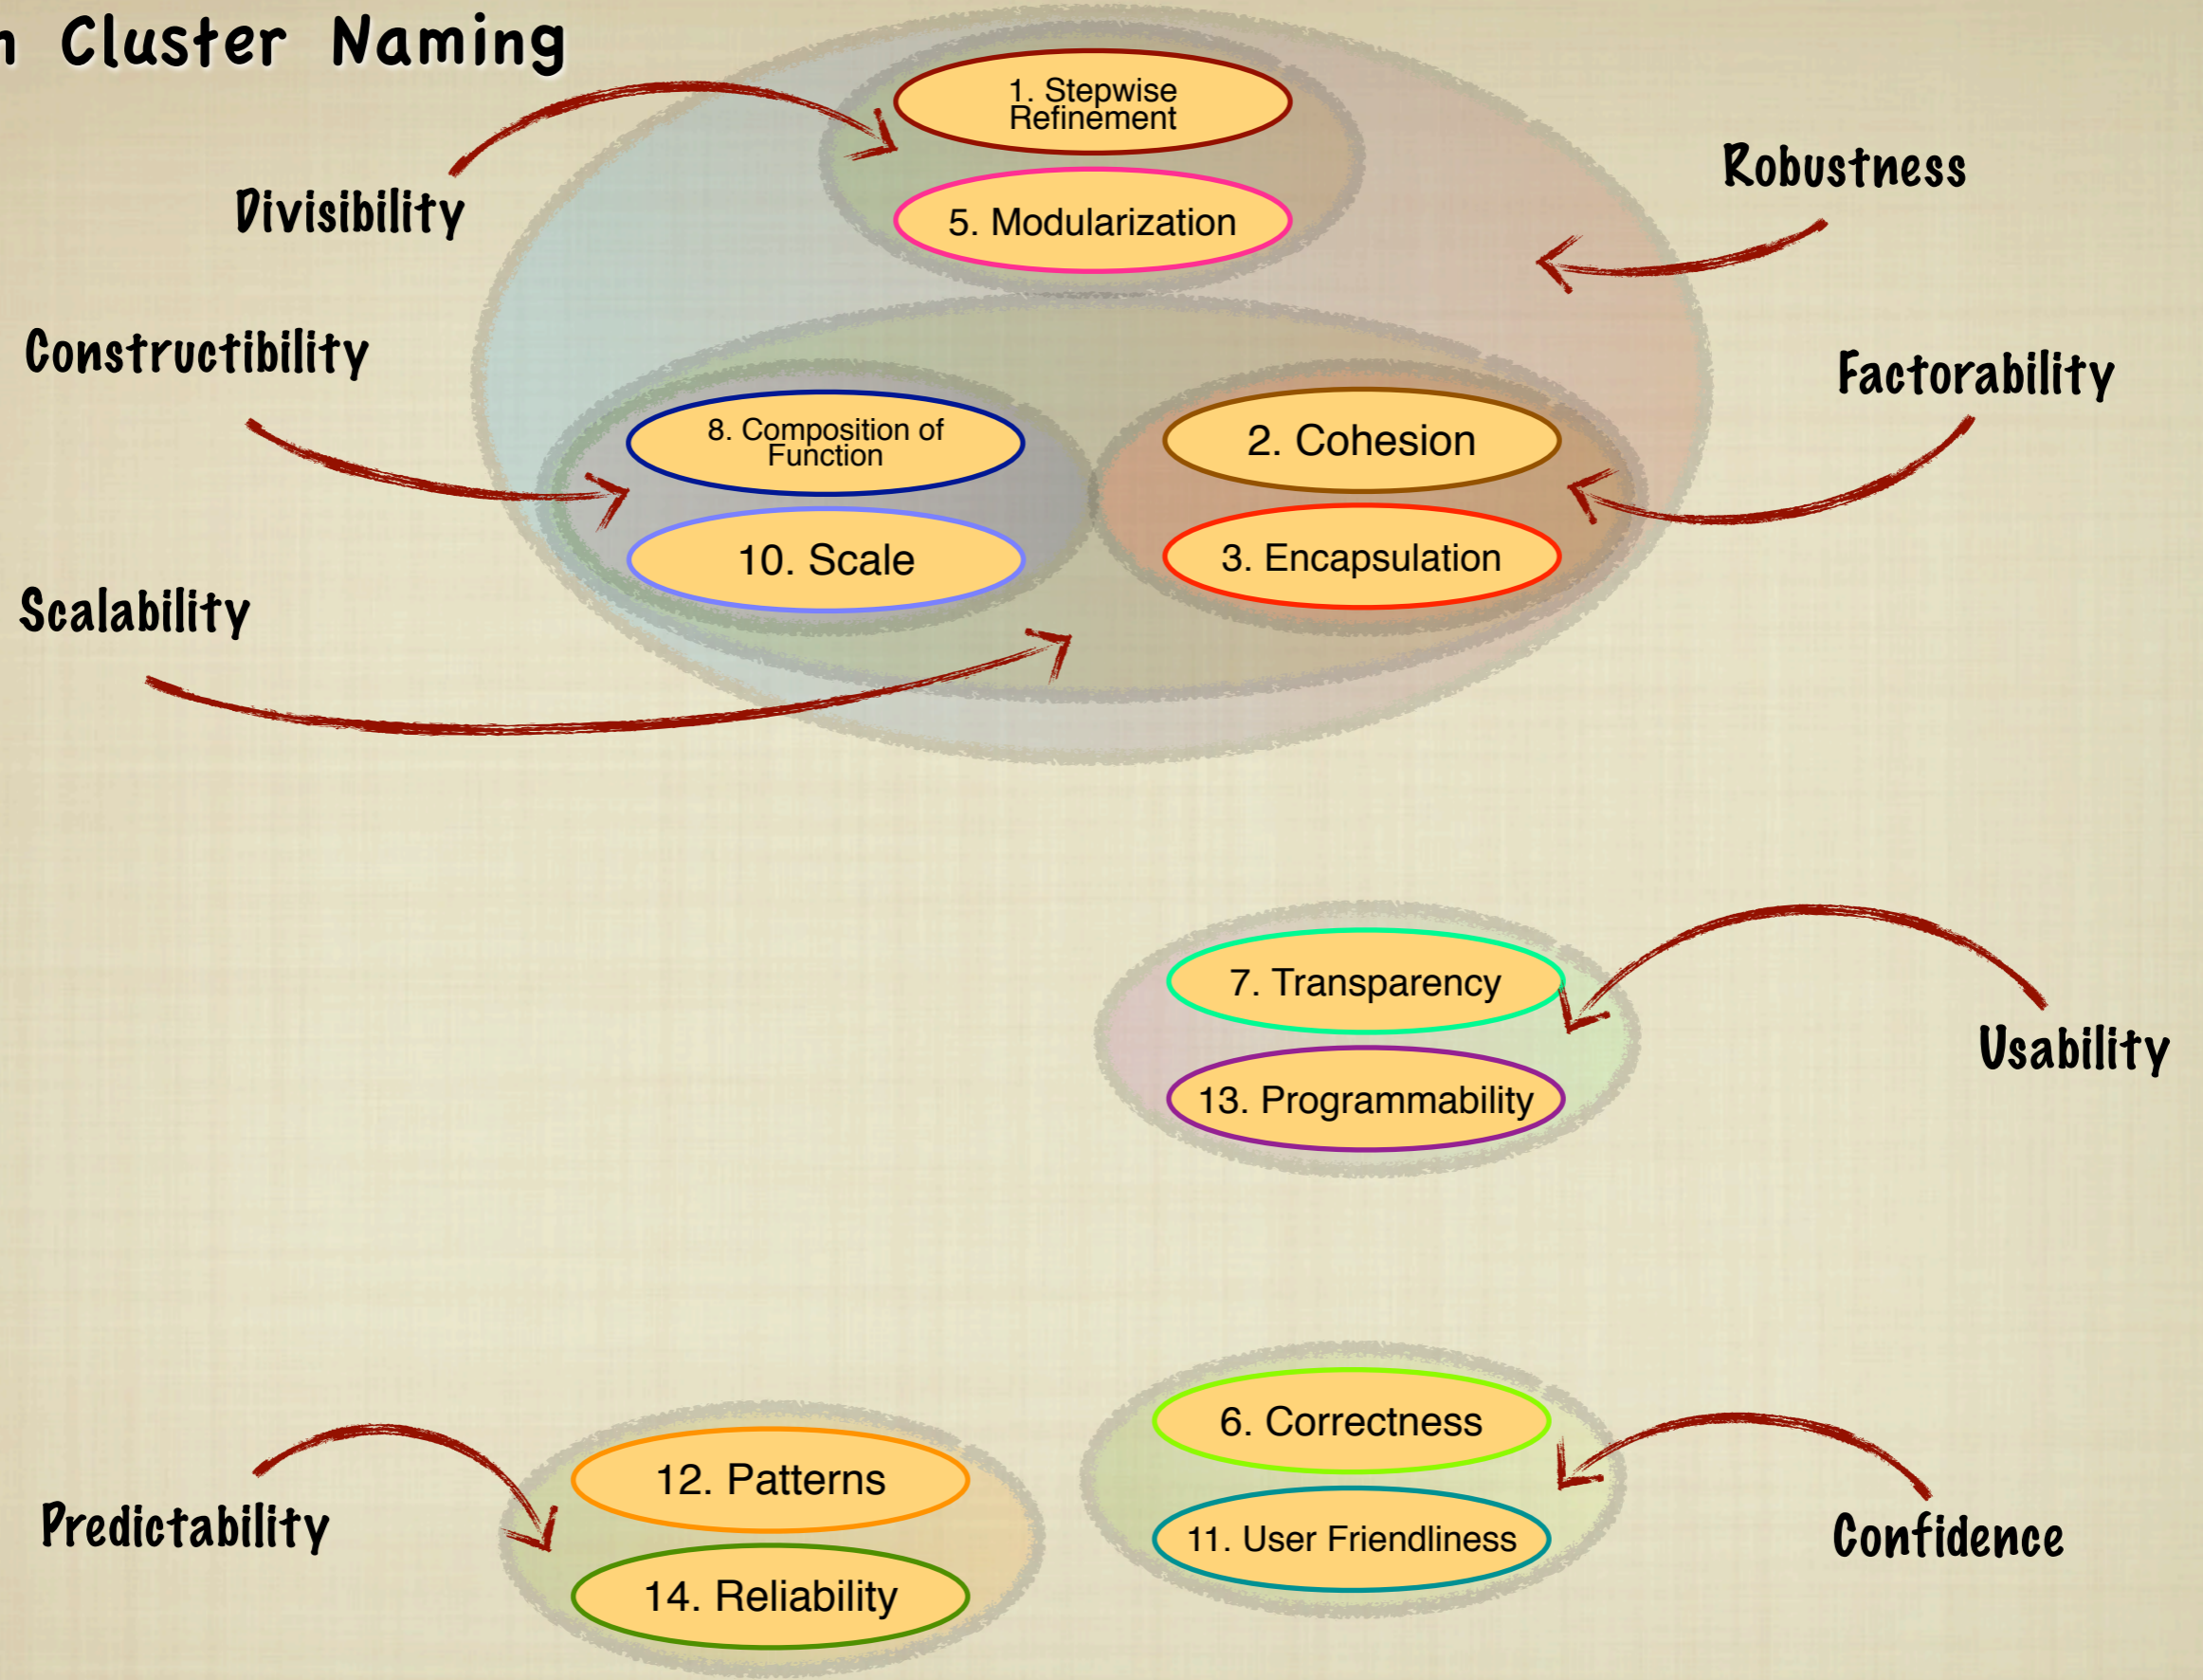 n Cluster Naming
1. Stepwise
Refinement
5. Modularization
Divisibility
Robustness
Constructibility
Factorability
8. Composition of
Function
10. Scale
2. Cohesion
3. Encapsulation
Scalability
7. Transparency
13. Programmability
Usability
12. Patterns
14. Reliability
6. Correctness
11. User Friendliness
Predictability
Confidence